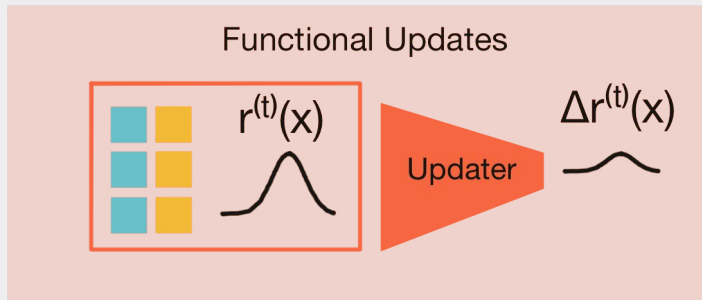 Functional Updates
r⁽ᵗ⁾(x)
Updater
Δr⁽ᵗ⁾(x)